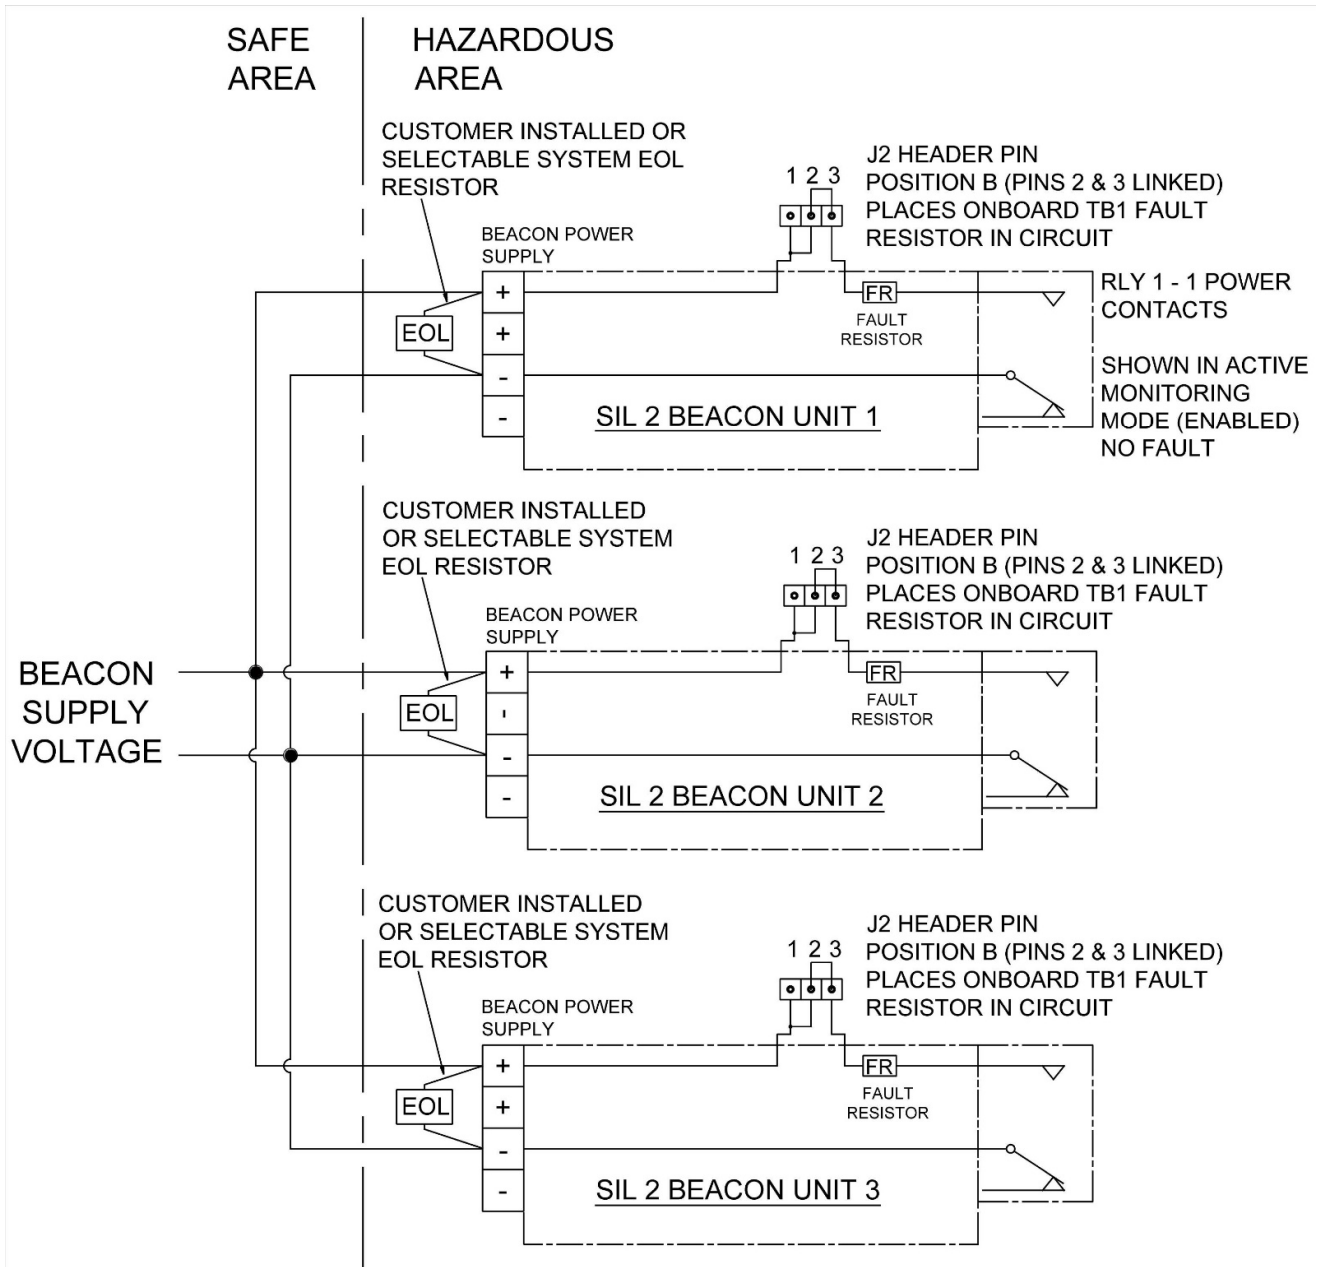 SAFE
AREA
HAZARDOUS
AREA
CUSTOMER INSTALLED OR
SELECTABLE SYSTEM EOL
RESISTOR
BEACON POWER
SUPPLY
1 2 3
J2 HEADER PIN
POSITION B (PINS 2 & 3 LINKED)
PLACES ONBOARD TB1 FAULT
RESISTOR IN CIRCUIT
+
+
-
-
EOL
FR
FAULT
RESISTOR
RLY 1 - 1 POWER
CONTACTS
SHOWN IN ACTIVE
MONITORING
MODE (ENABLED)
NO FAULT
SIL 2 BEACON UNIT 1
CUSTOMER INSTALLED
OR SELECTABLE SYSTEM
EOL RESISTOR
BEACON POWER
SUPPLY
1 2 3
J2 HEADER PIN
POSITION B (PINS 2 & 3 LINKED)
PLACES ONBOARD TB1 FAULT
RESISTOR IN CIRCUIT
BEACON
SUPPLY
VOLTAGE
+
-
-
-
EOL
FR
FAULT
RESISTOR
SIL 2 BEACON UNIT 2
CUSTOMER INSTALLED
OR SELECTABLE SYSTEM
EOL RESISTOR
BEACON POWER
SUPPLY
1 2 3
J2 HEADER PIN
POSITION B (PINS 2 & 3 LINKED)
PLACES ONBOARD TB1 FAULT
RESISTOR IN CIRCUIT
+
+
-
-
EOL
FR
FAULT
RESISTOR
SIL 2 BEACON UNIT 3